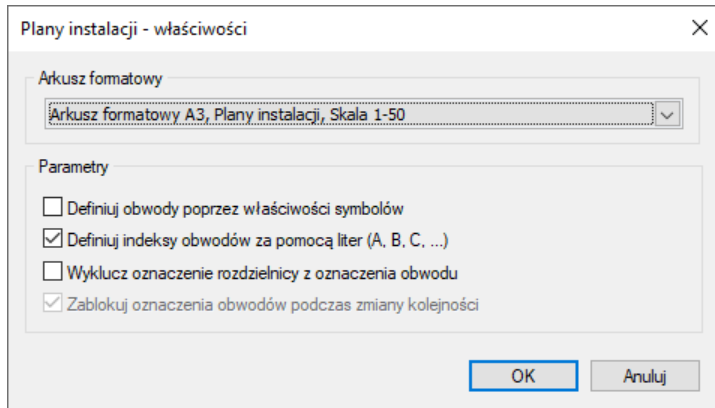 Plany instalacji - właściwości
Arkusz formatowy
Arkusz formatowy A3, Plany instalacji, Skala 1-50
Parametry
Definiuj obwody poprzez właściwości symbolów
Definiuj indeksy obwodów za pomocą liter (A, B, C, ...)
Wyklucz oznaczenie rozdzielnicy z oznaczenia obwodu
Zablokuj oznaczenia obwodów podczas zmiany kolejności
OK
Anuluj